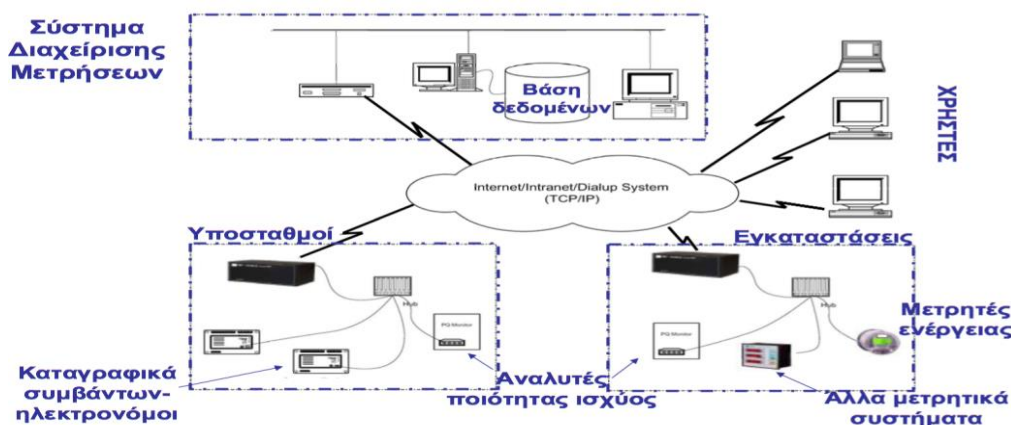 Σύστημα
Διαχείρισης
Μετρήσεων
Βάση
δεδομένων
ΧΡΗΣΤΕΣ
Internet/Intranet/Dialup System
(TCP/IP)
Υποσταθμοί
Hub
PQ Monitor
Καταγραφικά
συμβάντων-
ηλεκτρονόμοι
Αναλυτές
ποιότητας ισχύος
Εγκαταστάσεις
Hub
PQ Monitor
Μετρητές
ενέργειας
Άλλα μετρητικά
συστήματα